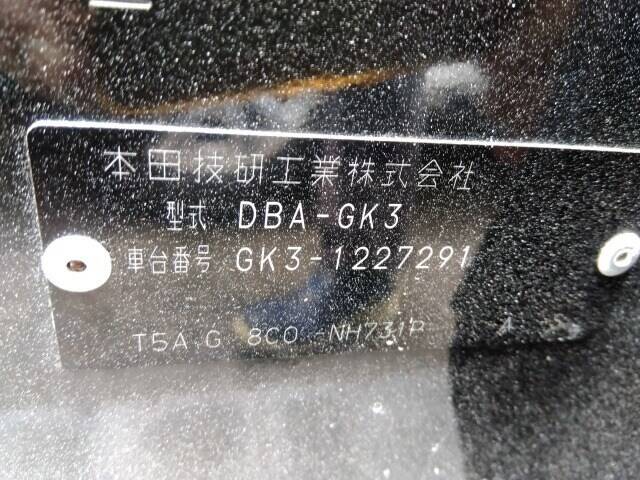 本田技研工業株式会社
型式 DBA-GK3
車台番号 GK3-1227291
T5A G 8C0 -NH731P A